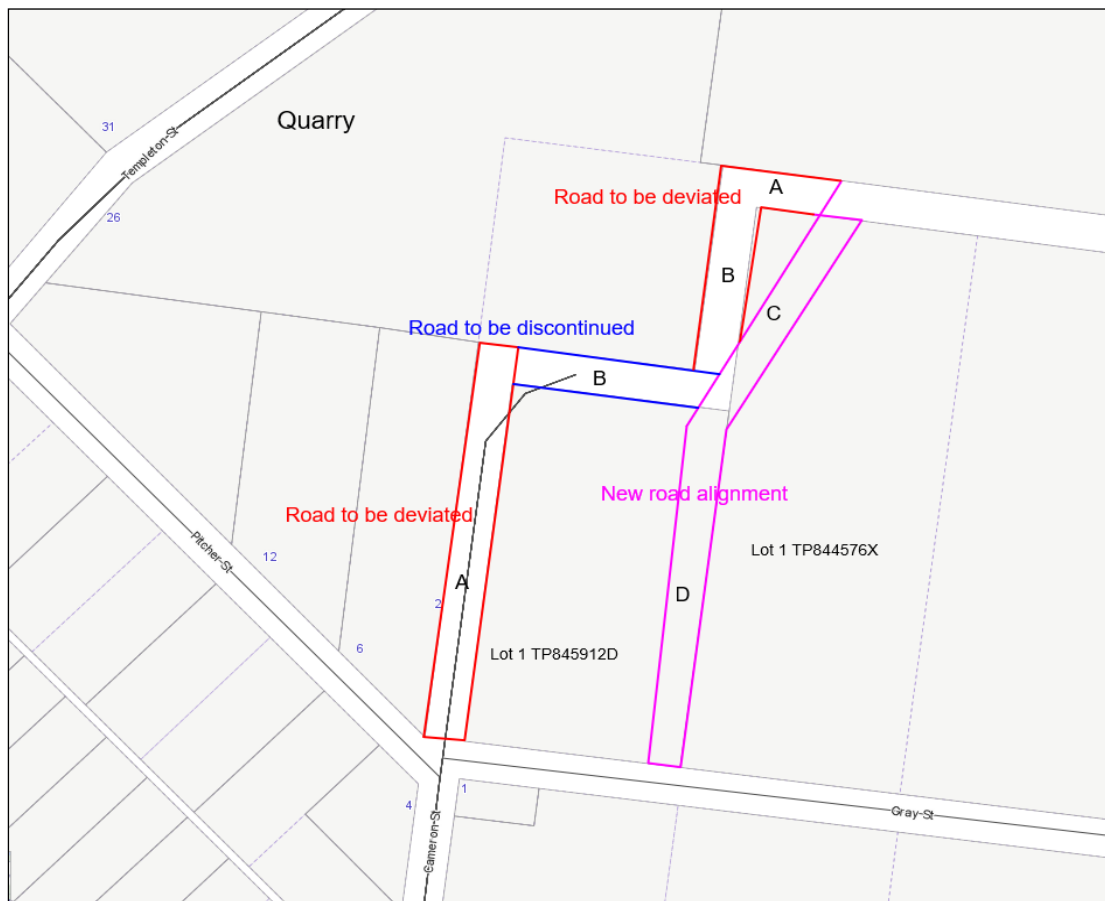 31
Templeton-St
Quarry
26
Road to be deviated
A
B
C
Road to be discontinued
B
New road alignment
Road to be deviated
Pitcher-St
12
Lot 1 TP844576X
A
2
D
6
Lot 1 TP845912D
4
1
Cameron-St
Gray-St